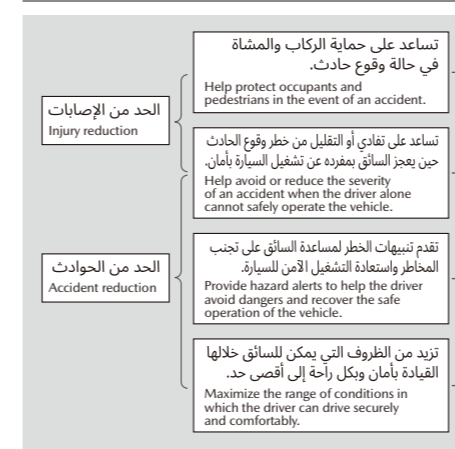 تساعد على حماية الركاب والمشاة
في حالة وقوع حادث.
Help protect occupants and
pedestrians in the event of an accident.
الحد من الإصابات
Injury reduction
تساعد على تفادي أو التقليل من خطر وقوع الحادث
حين يعجز السائق بمفرده عن تشغيل السيارة بأمان.
Help avoid or reduce the severity
of an accident when the driver alone
cannot safely operate the vehicle.
تقدم تنبيهات الخطر لمساعدة السائق على تجنب
المخاطر واستعادة التشغيل الآمن للسيارة.
Provide hazard alerts to help the driver
avoid dangers and recover the safe
operation of the vehicle.
الحد من الحوادث
Accident reduction
تزيد من الظروف التي يمكن للسائق خلالها
القيادة بأمان وبكل راحة إلى أقصى حد.
Maximize the range of conditions in
which the driver can drive securely
and comfortably.